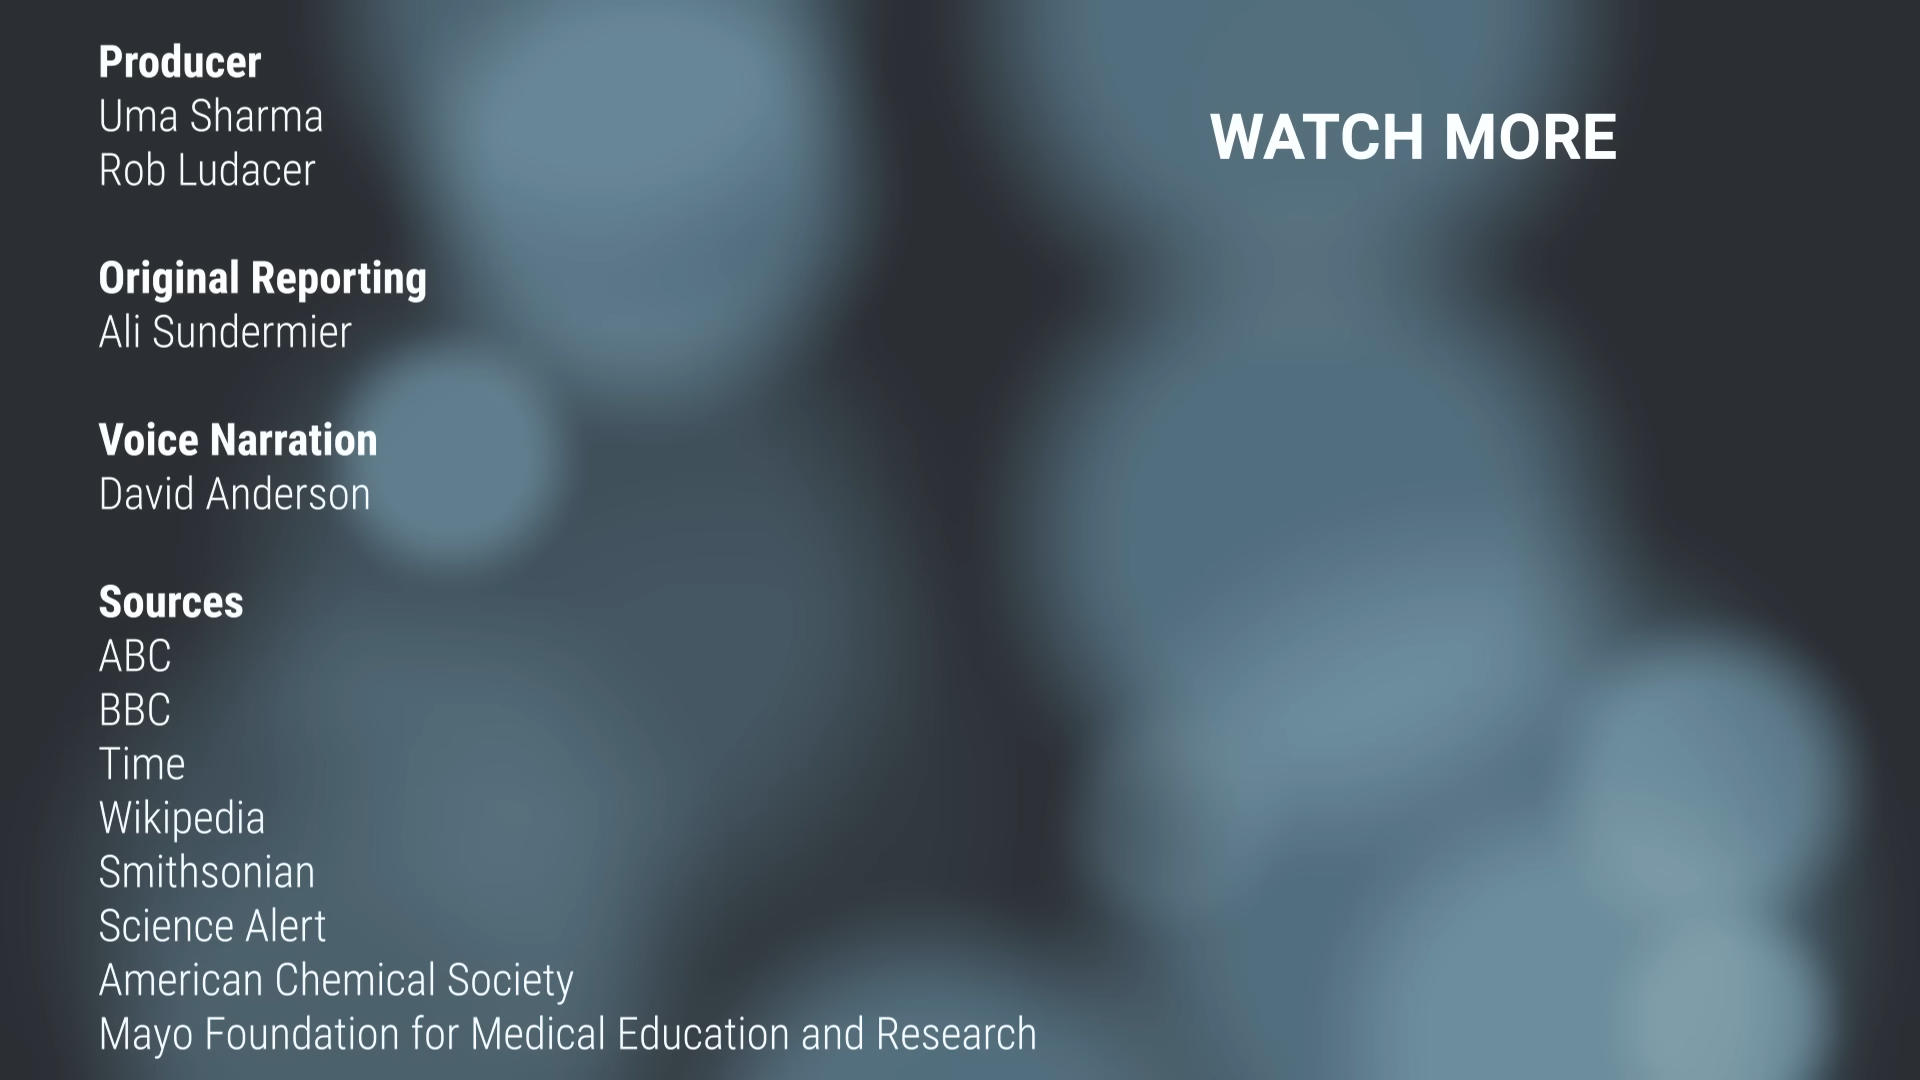 Producer
Uma Sharma
Rob Ludacer
Original Reporting
Ali Sundermier
Voice Narration
David Anderson
Sources
ABC
BBC
Time
Wikipedia
Smithsonian
Science Alert
American Chemical Society
Mayo Foundation for Medical Education and Research
WATCH MORE